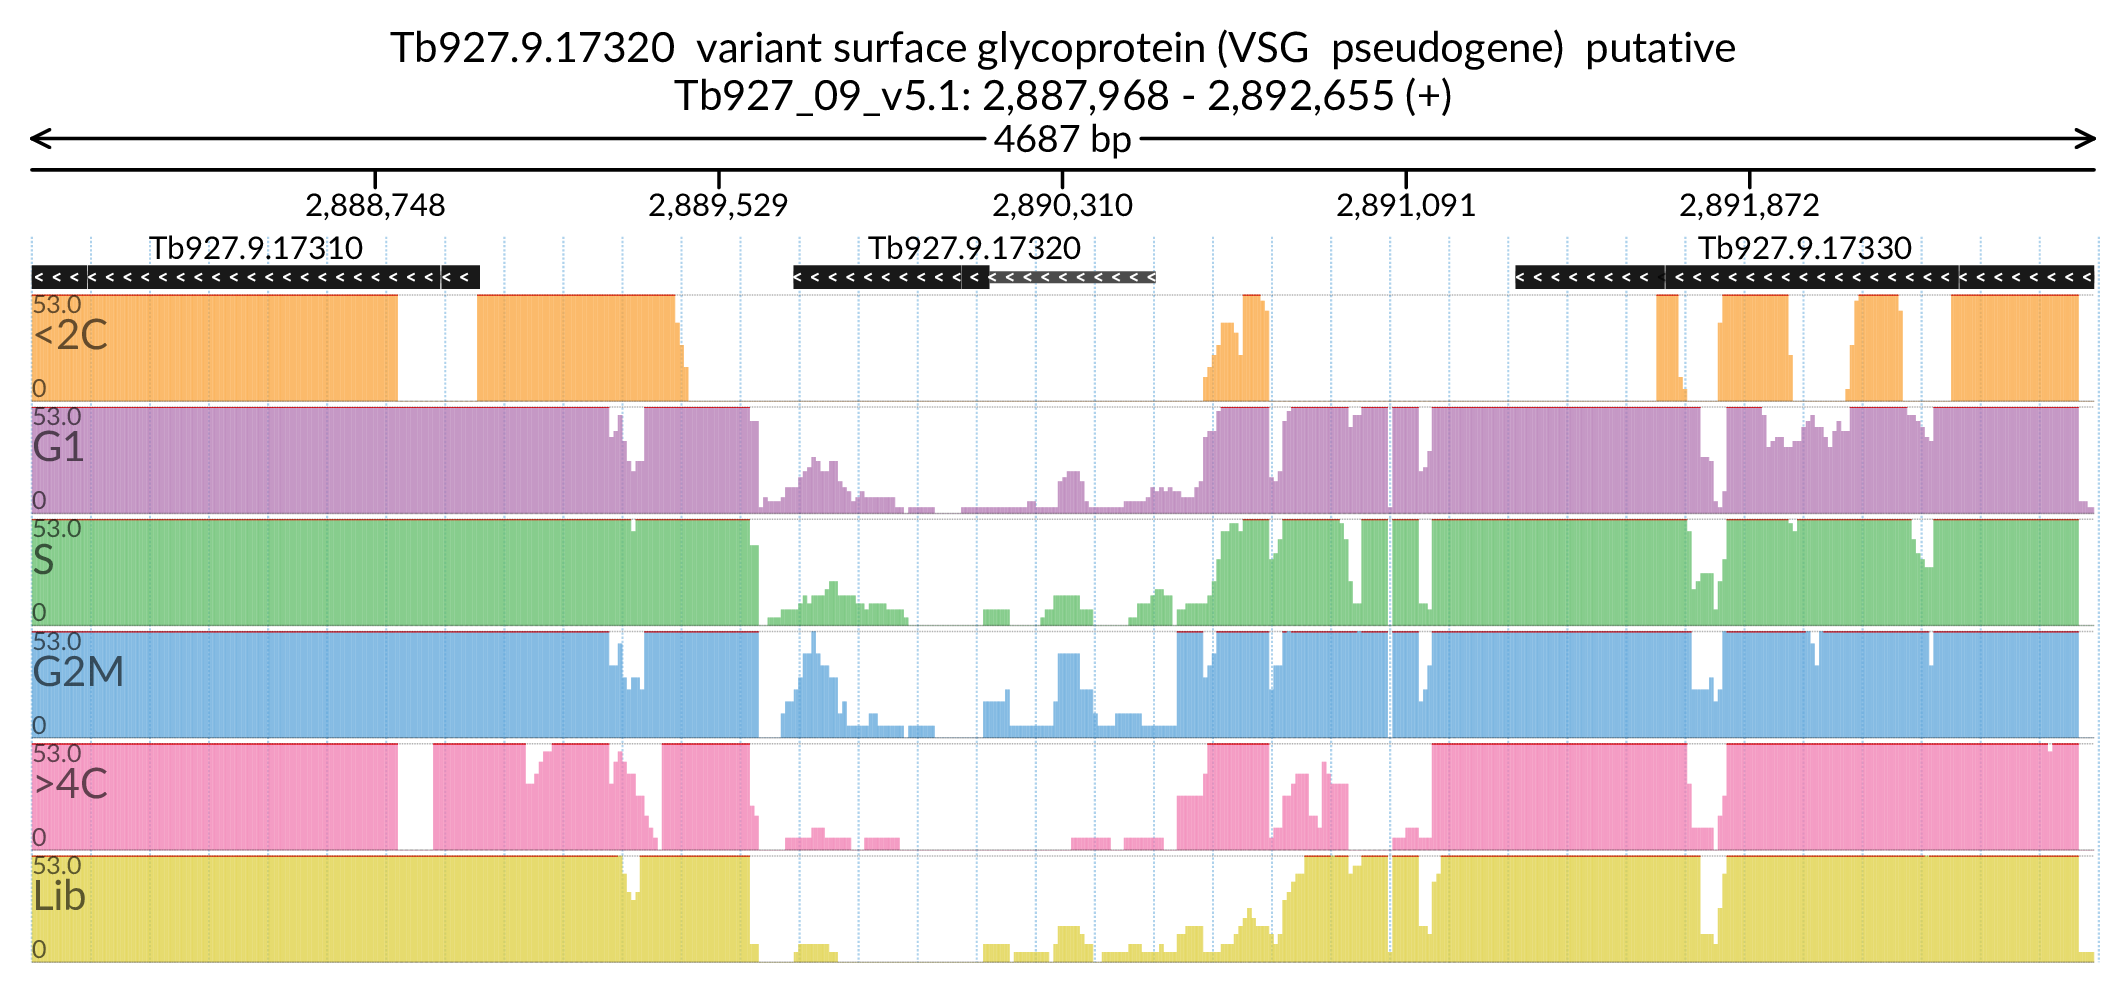 Tb927.9.17320 variant surface glycoprotein (VSG pseudogene) putative
Tb927_09_v5.1: 2,887,968 - 2,892,655 (+)
4687 bp
2,888,748 2,889,529 2,890,310 2,891,091 2,891,872
Tb927.9.17310 Tb927.9.17320 Tb927.9.17330
53.0
<2C
0
53.0
G1
0
53.0
S
0
53.0
G2M
0
53.0
>4C
0
53.0
Lib
0